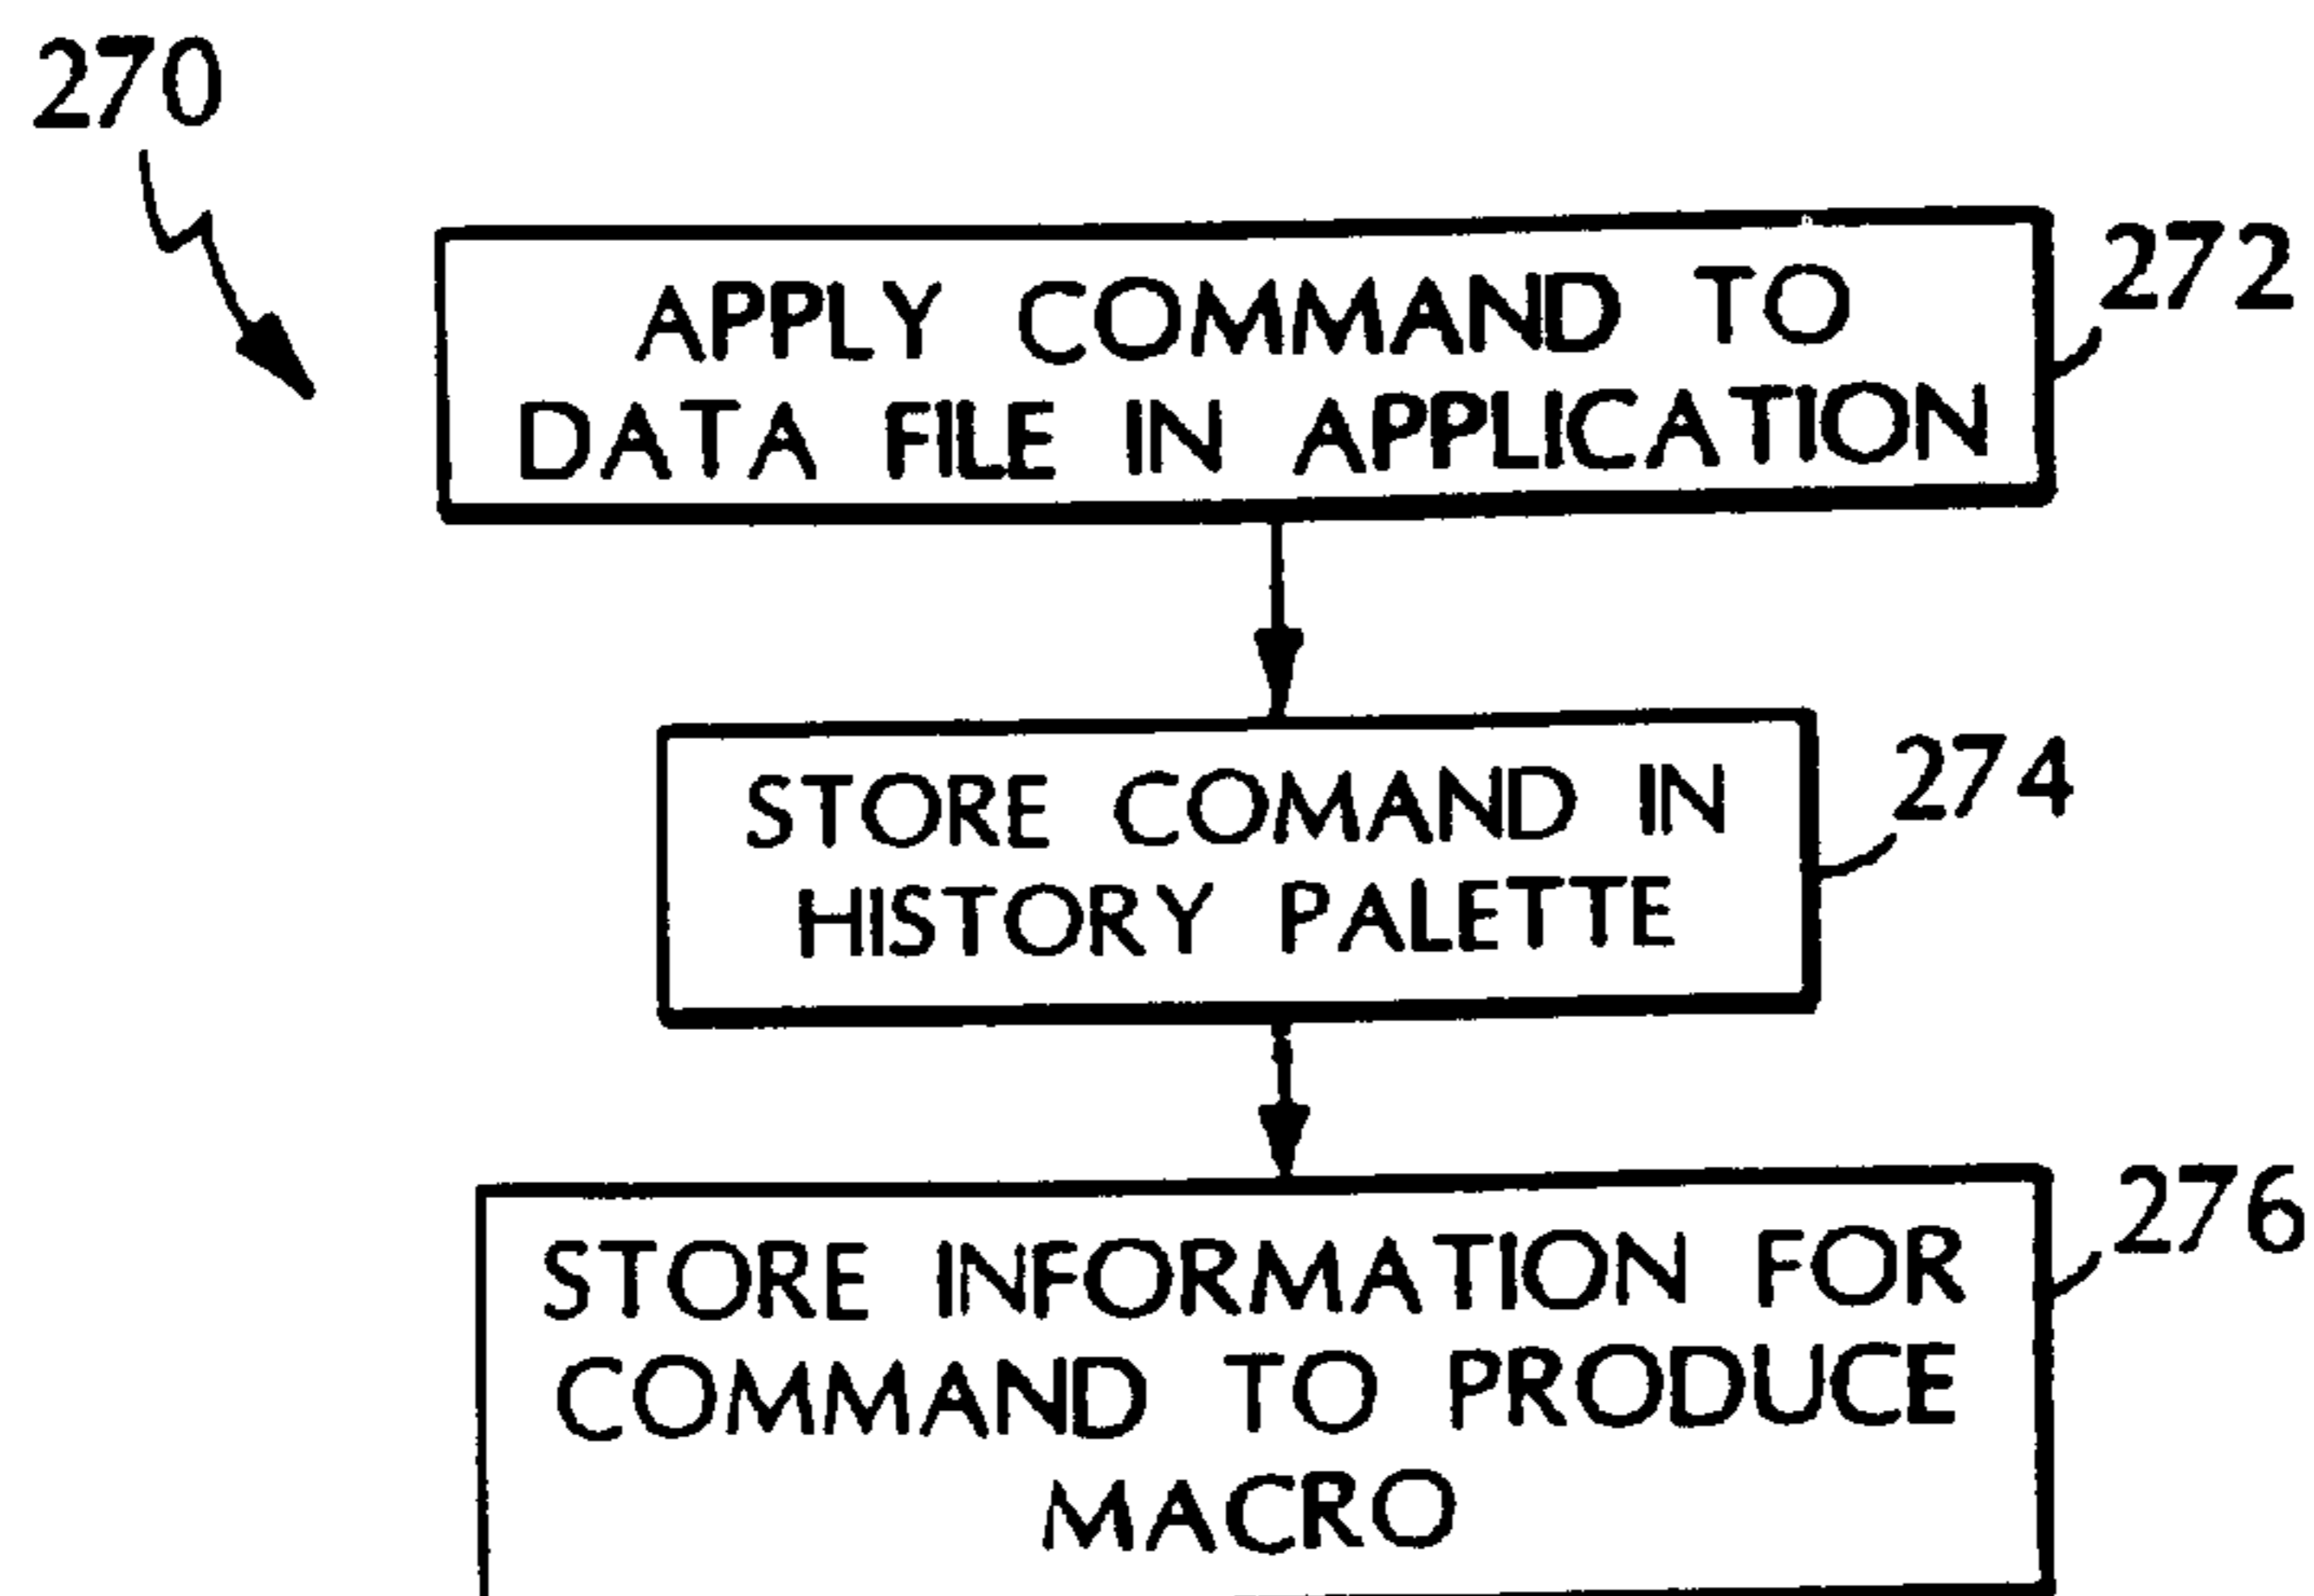 270
APPLY COMMAND TO
DATA FILE IN APPLICATION
272
STORE COMAND IN
HISTORY PALETTE
274
STORE INFORMATION FOR
COMMAND TO PRODUCE
MACRO
276